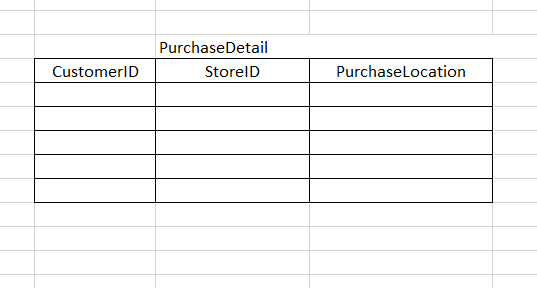 PurchaseDetail
CustomerID StoreID PurchaseLocation